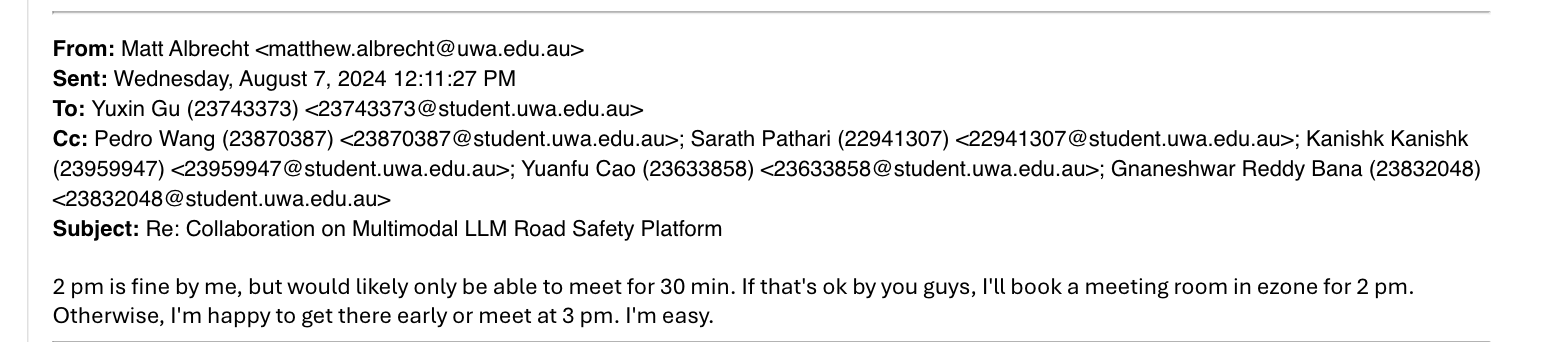 From: Matt Albrecht <matthew.albrecht@uwa.edu.au>
Sent: Wednesday, August 7, 2024 12:11:27 PM
To: Yuxin Gu (23743373) <23743373@student.uwa.edu.au>
Cc: Pedro Wang (23870387) <23870387@student.uwa.edu.au>; Sarath Pathari (22941307) <22941307@student.uwa.edu.au>; Kanishk Kanishk
(23959947) <23959947@student.uwa.edu.au>; Yuanfu Cao (23633858) <23633858@student.uwa.edu.au>; Gnaneshwar Reddy Bana (23832048)
<23832048@student.uwa.edu.au>
Subject: Re: Collaboration on Multimodal LLM Road Safety Platform
2 pm is fine by me, but would likely only be able to meet for 30 min. If that's ok by you guys, I'll book a meeting room in ezone for 2 pm.
Otherwise, I'm happy to get there early or meet at 3 pm. I'm easy.